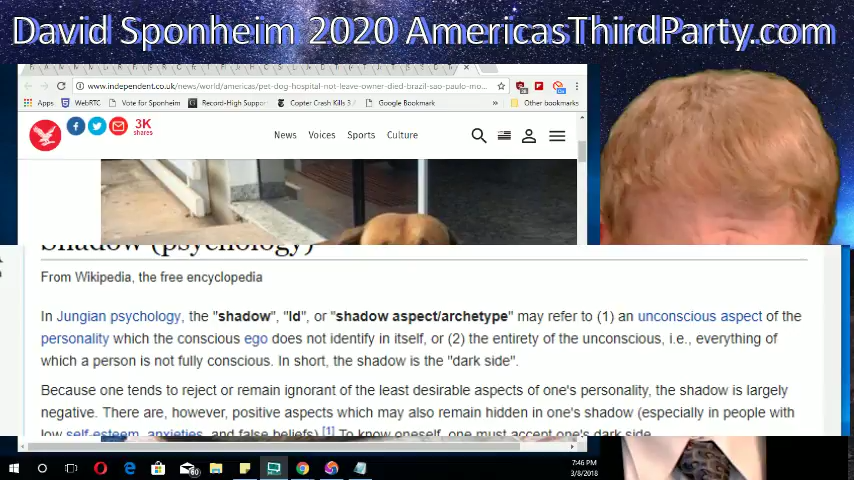 David Sponheim 2020 AmericasThirdParty.com
www.independent.co.uk/news/world/americas/pet-dog-hospital-not-leave-owner-died-brazil-sao-paulo-mo...
Apps WebRTC Vote for Sponheim Record-High Suppor Copter Crash Kills 3 / Google Bookmark » Other bookmarks
3K
shares
News Voices Sports Culture
Shadow (psychology)
From Wikipedia, the free encyclopedia
In Jungian psychology, the "shadow", "Id", or "shadow aspect/archetype" may refer to (1) an unconscious aspect of the
personality which the conscious ego does not identify in itself, or (2) the entirety of the unconscious, i.e., everything of
which a person is not fully conscious. In short, the shadow is the "dark side".
Because one tends to reject or remain ignorant of the least desirable aspects of one's personality, the shadow is largely
negative. There are, however, positive aspects which may also remain hidden in one's shadow (especially in people with
low self-esteem, anxieties, and false beliefs).[1] To know oneself, one must accept one's dark side.
60
7:46 PM
3/8/2018